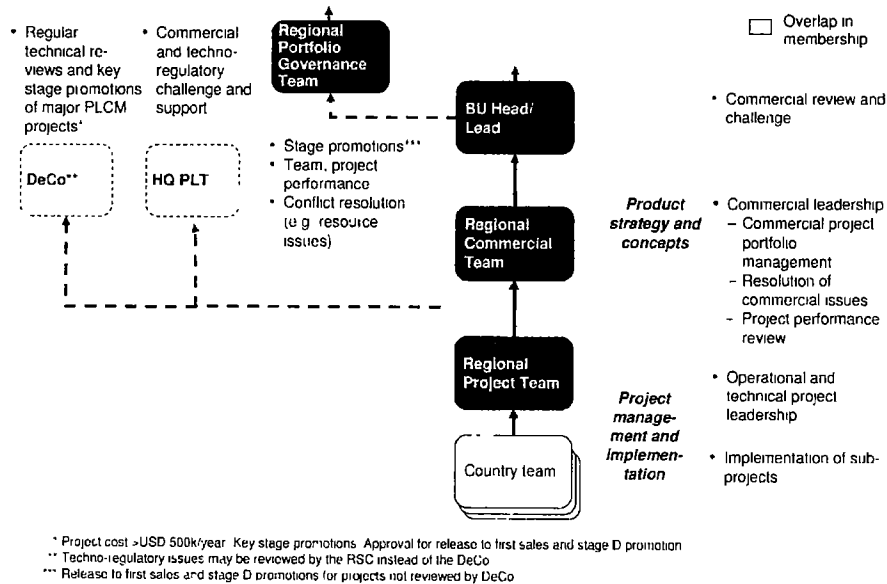 • Regular
technical re-
views and key
stage promotions
of major PLCM
projects*
• Commercial
and techno-
regulatory
challenge and
support
Regional
Portfolio
Governance
Team
Overlap in
membership
BU Head/
Lead
• Commercial review and
challenge
DeCo**
HQ PLT
• Stage promotions***
• Team, project
performance
• Conflict resolution
(e.g. resource
issues)
Regional
Commercial
Team
Product
strategy and
concepts
• Commercial leadership
– Commercial project
portfolio
management
– Resolution of
commercial issues
– Project performance
review
Regional
Project Team
Project
manage-
ment and
implemen-
tation
• Operational and
technical project
leadership
Country team
• Implementation of sub-
projects
* Project cost >USD 500k/year Key stage promotions Approval for release to first sales and stage D promotion
** Techno-regulatory issues may be reviewed by the RSC instead of the DeCo
*** Release to first sales and stage D promotions for projects not reviewed by DeCo